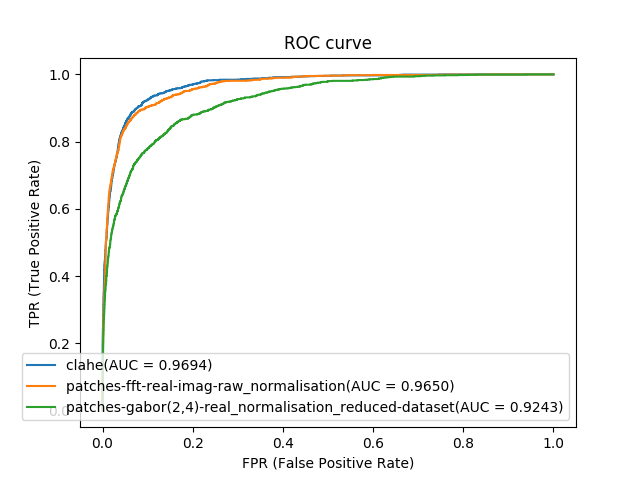 ROC curve
TPR (True Positive Rate)
1.0
0.8
0.6
0.4
0.2
0.0
clahe(AUC = 0.9694)
patches-fft-real-imag-raw_normalisation(AUC = 0.9650)
patches-gabor(2,4)-real_normalisation_reduced-dataset(AUC = 0.9243)
0.0 0.2 0.4 0.6 0.8 1.0
FPR (False Positive Rate)